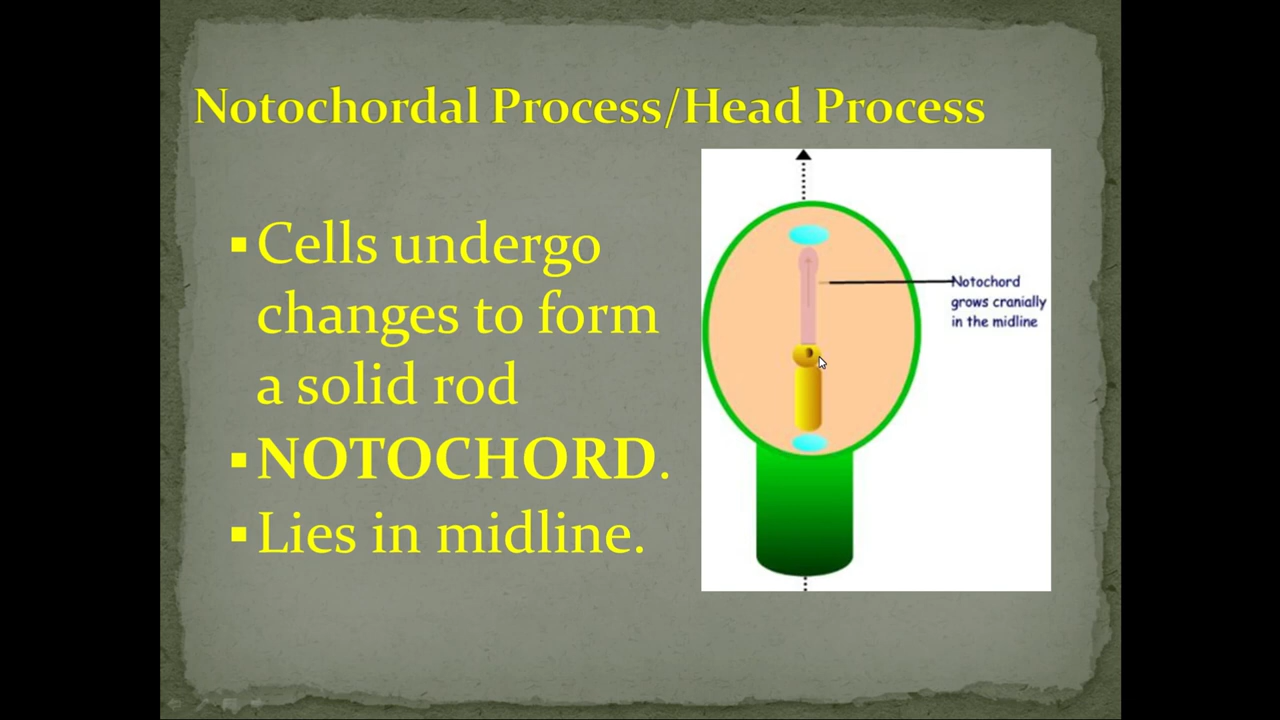 Notochordal Process/Head Process
▪Cells undergo
changes to form
a solid rod
▪NOTOCHORD.
▪Lies in midline.
Notochord
grows cranially
in the midline